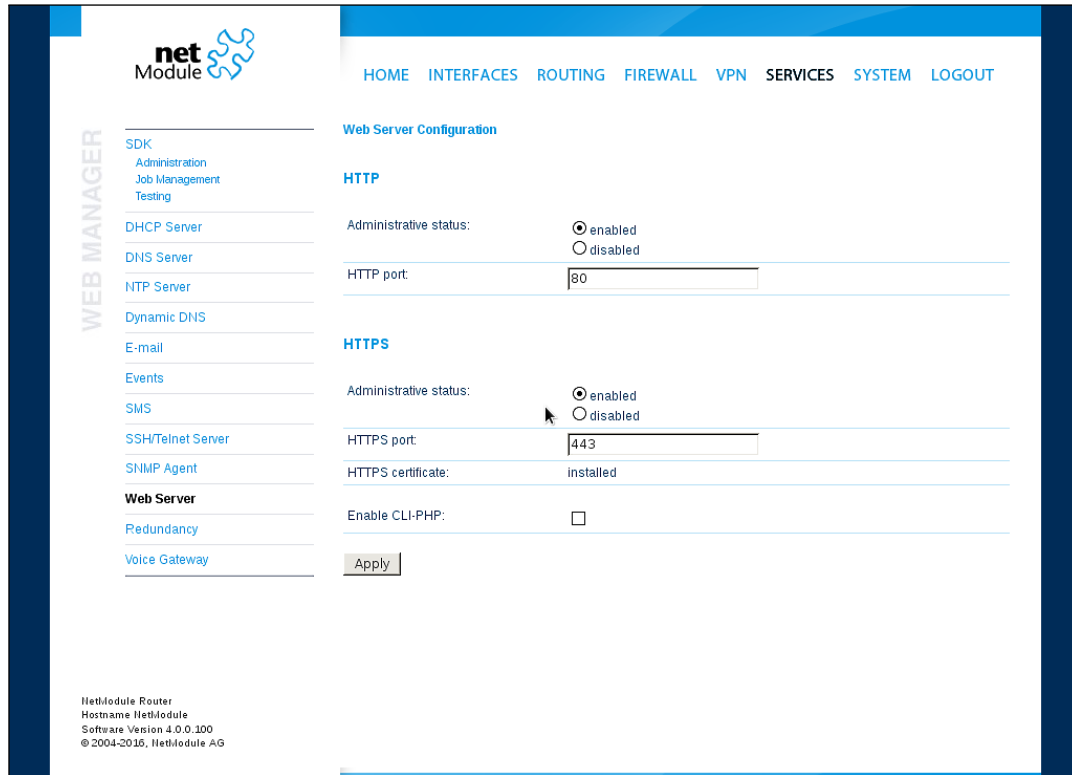 net
Module
HOME INTERFACES ROUTING FIREWALL VPN SERVICES SYSTEM LOGOUT
WEB MANAGER
SDK
Administration
Job Management
Testing
DHCP Server
DNS Server
NTP Server
Dynamic DNS
E-mail
Events
SMS
SSH/Telnet Server
SNMP Agent
Web Server
Redundancy
Voice Gateway
Web Server Configuration
HTTP
Administrative status:
enabled
disabled
HTTP port: 80
HTTPS
Administrative status:
enabled
disabled
HTTPS port: 443
HTTPS certificate: installed
Enable CLI-PHP:
Apply
NetModule Router
Hostname NetModule
Software Version 4.0.0.100
© 2004-2016, NetModule AG